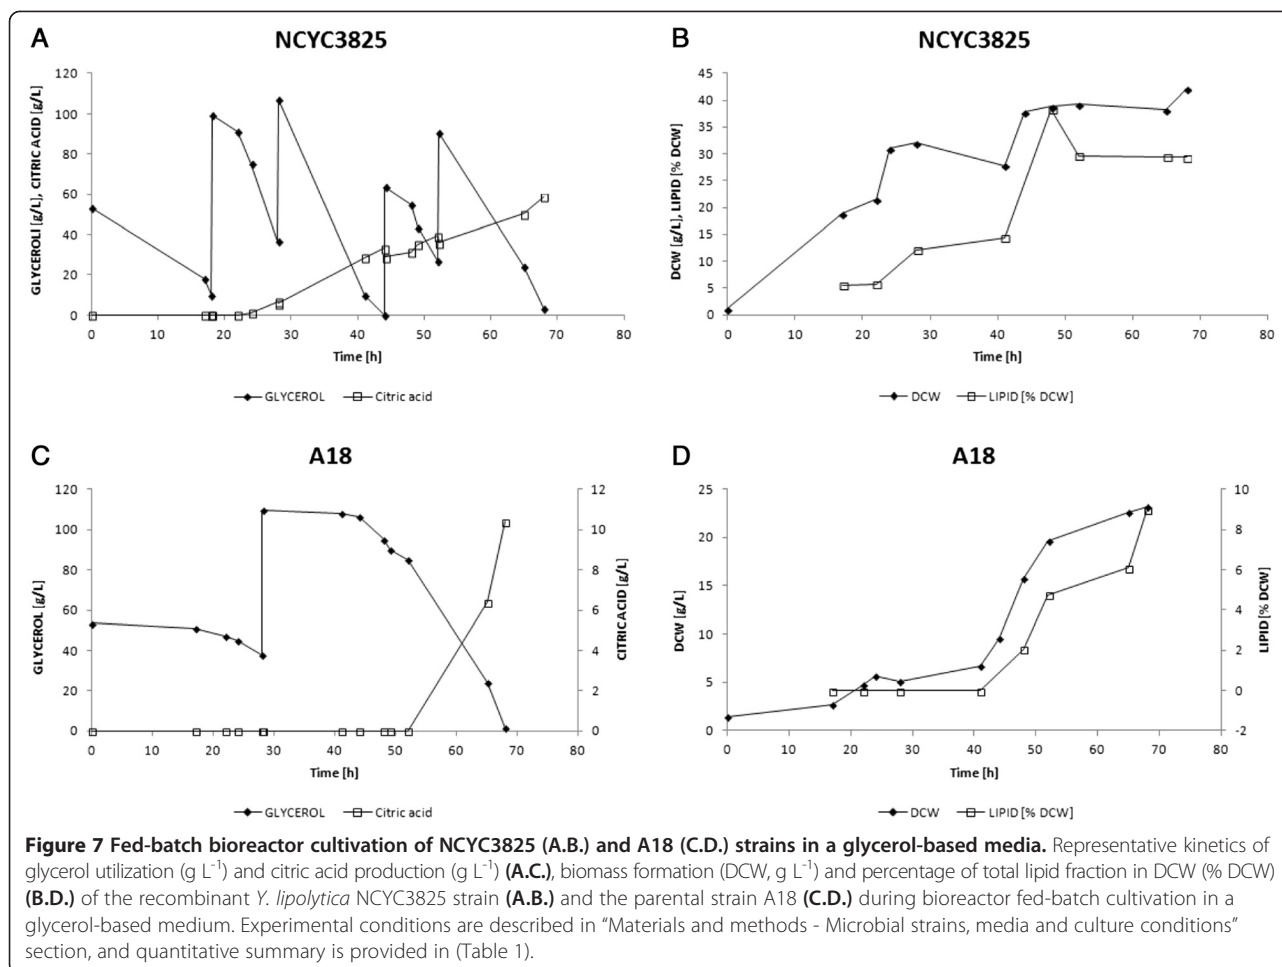 A
NCYC3825
GLYCEROLI [g/L], CITRIC ACID [g/L]
120
100
80
60
40
20
0
0 10 20 30 40 50 60 70 80
Time [h]
GLYCEROL Citric acid
B
NCYC3825
DCW [g/L], LIPID [% DCW]
45
40
35
30
25
20
15
10
5
0
0 10 20 30 40 50 60 70 80
Time [h]
DCW LIPID [% DCW]
C
A18
GLYCEROL [g/L]
120
100
80
60
40
20
0
12
10
8
6
4
2
0
CITRIC ACID [g/L]
0 10 20 30 40 50 60 70 80
Time [h]
GLYCEROL Citric acid
D
A18
DCW [g/L]
25
20
15
10
5
0
10
8
6
4
2
0
-2
LIPID [% DCW]
0 10 20 30 40 50 60 70 80
Time [h]
DCW LIPID [% DCW]
Figure 7 Fed-batch bioreactor cultivation of NCYC3825 (A.B.) and A18 (C.D.) strains in a glycerol-based media. Representative kinetics of
glycerol utilization (g L⁻¹) and citric acid production (g L⁻¹) (A.C.), biomass formation (DCW, g L⁻¹) and percentage of total lipid fraction in DCW (% DCW)
(B.D.) of the recombinant Y. lipolytica NCYC3825 strain (A.B.) and the parental strain A18 (C.D.) during bioreactor fed-batch cultivation in a
glycerol-based medium. Experimental conditions are described in “Materials and methods - Microbial strains, media and culture conditions”
section, and quantitative summary is provided in (Table 1).